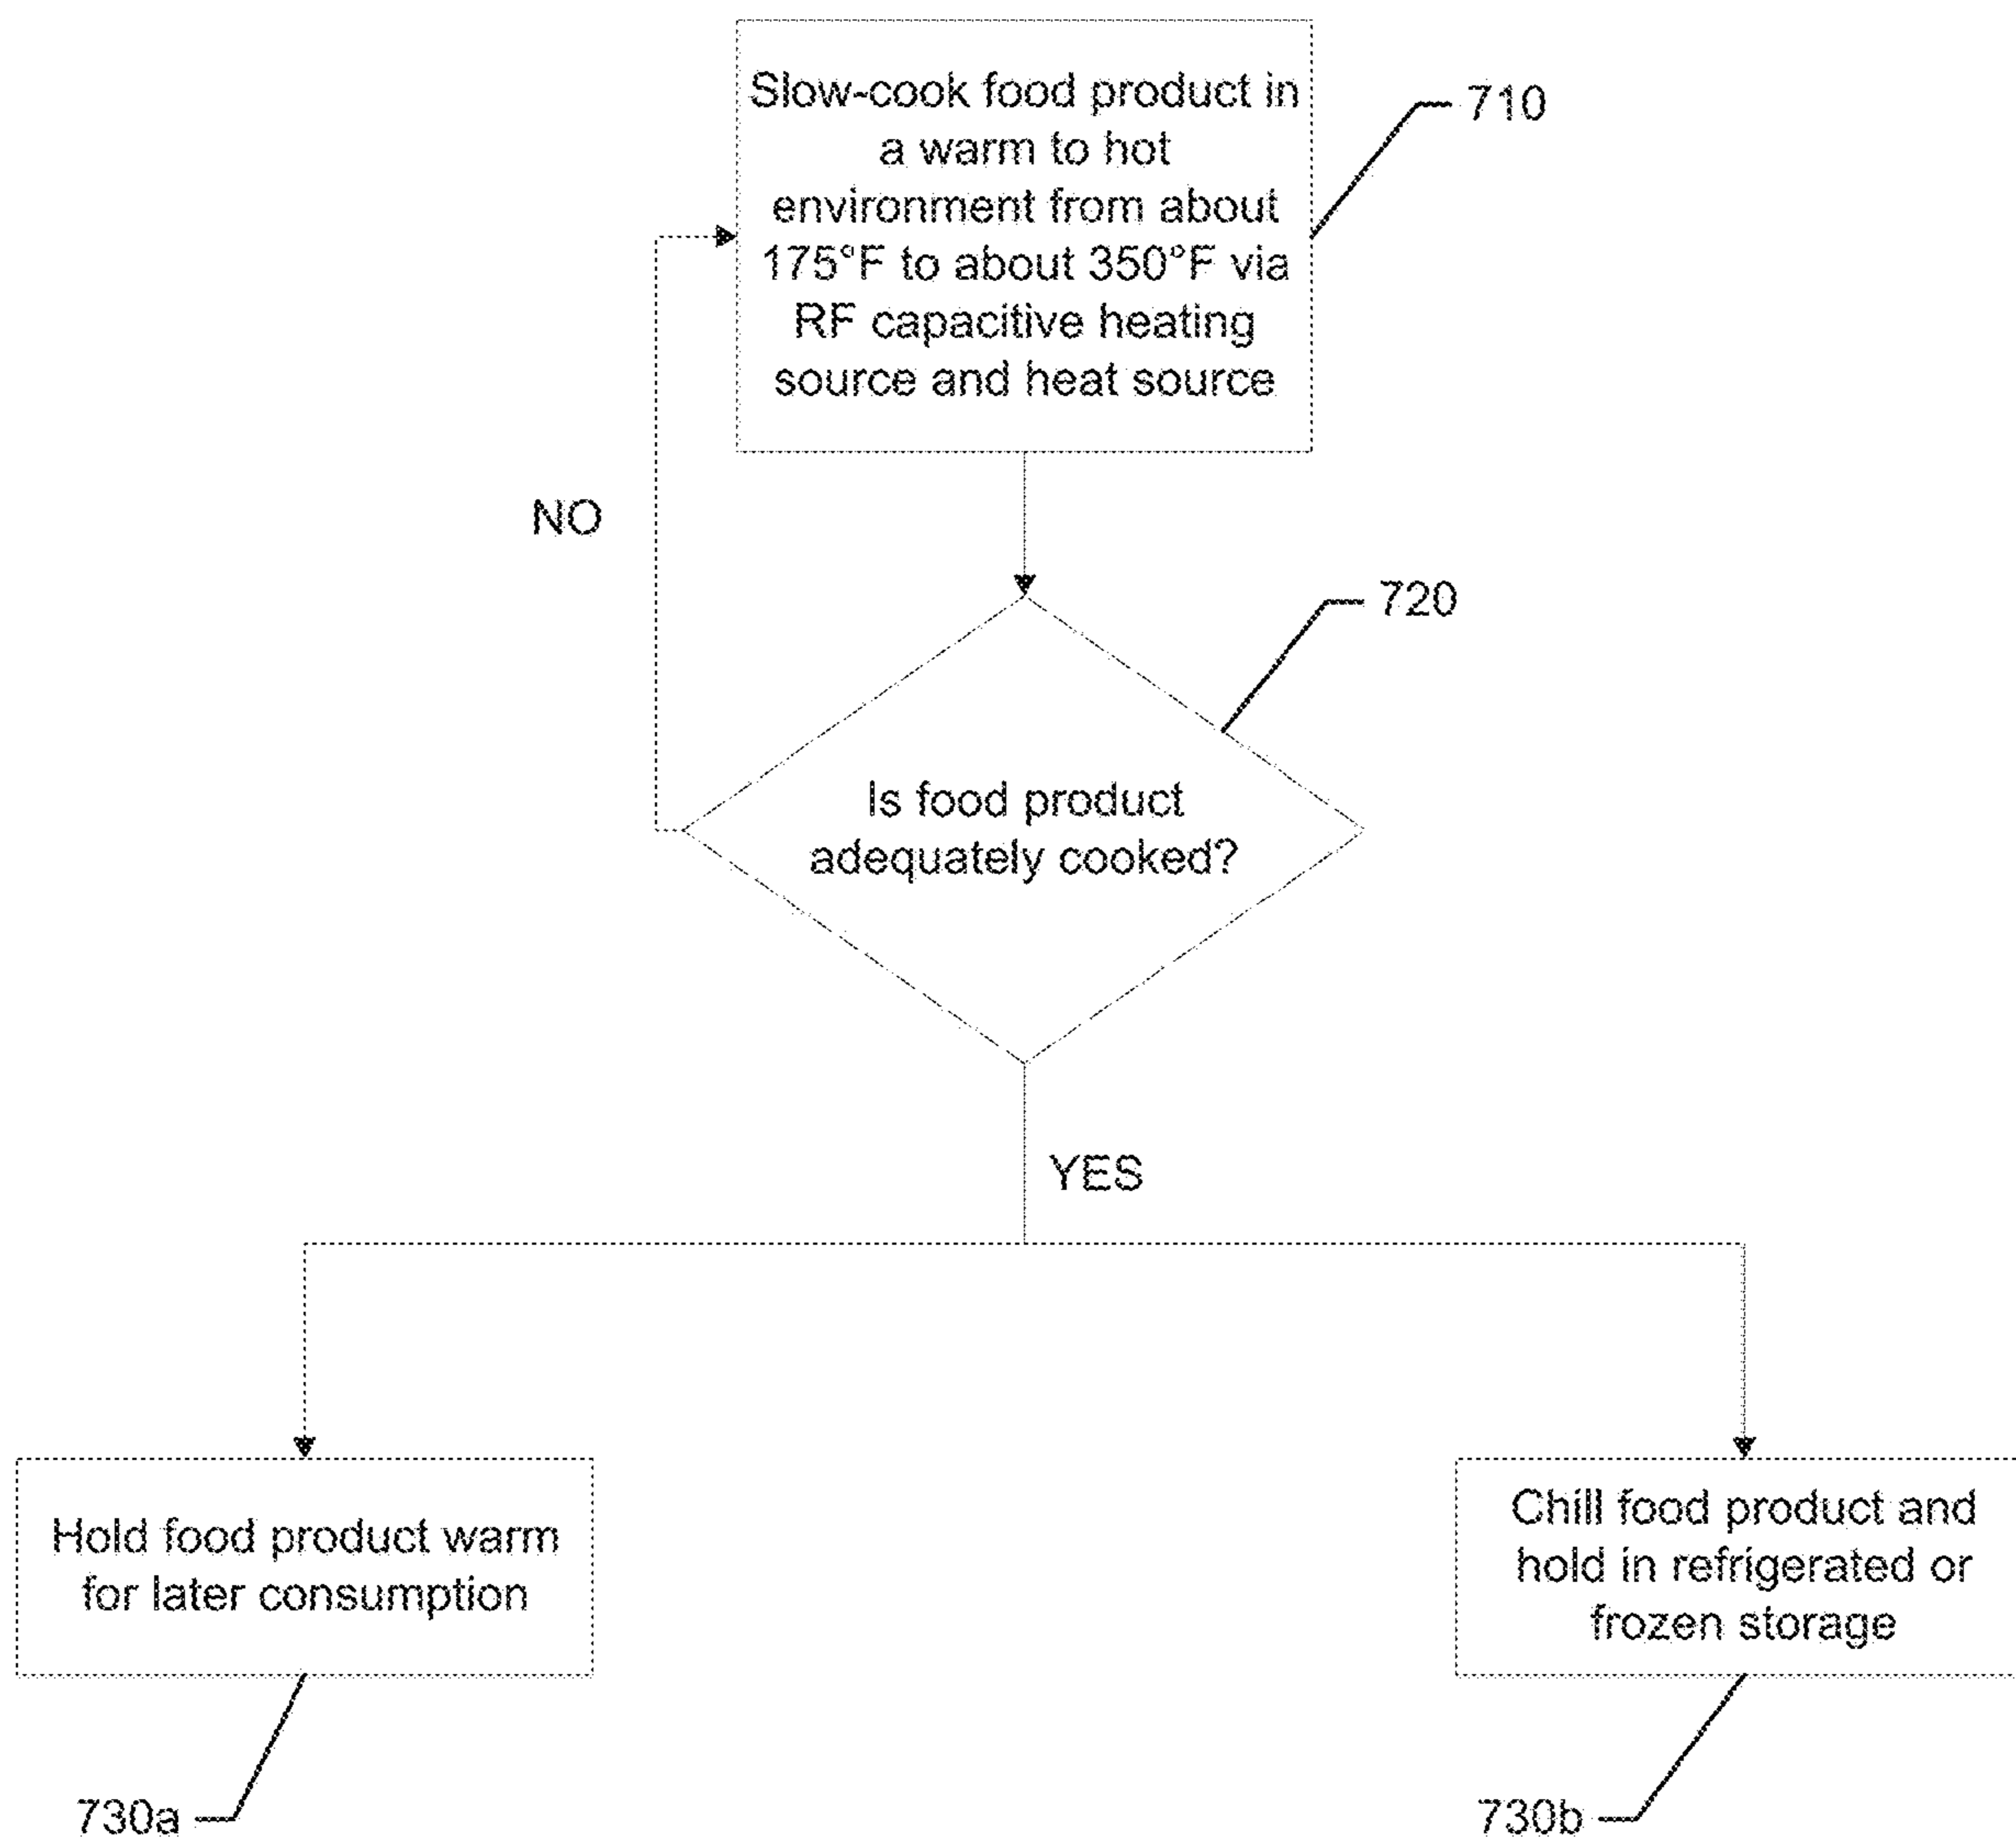 Slow-cook food product in
a warm to hot
environment from about
175°F to about 350°F via
RF capacitive heating
source and heat source
710
NO
720
Is food product
adequately cooked?
YES
Hold food product warm
for later consumption
Chill food product and
hold in refrigerated or
frozen storage
730a
730b